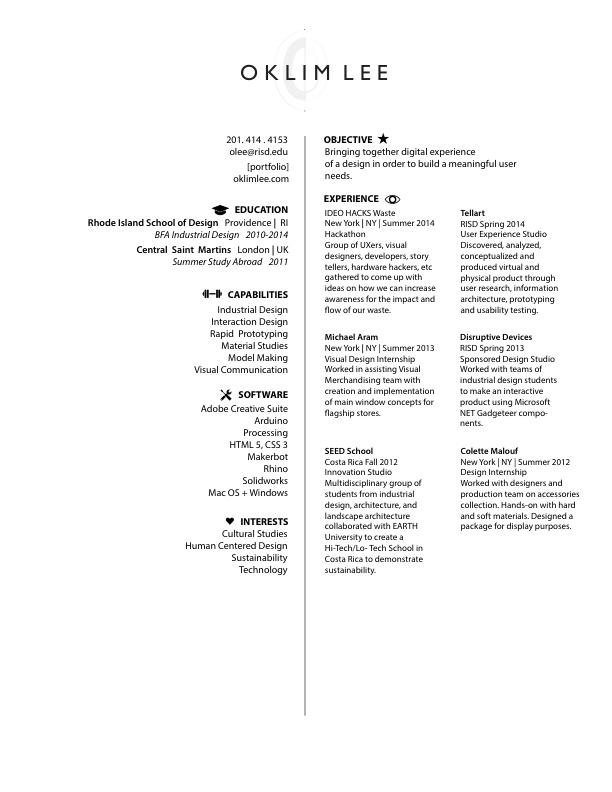 OKLIM LEE
201. 414 . 4153
olee@risd.edu
[portfolio]
oklimlee.com
EDUCATION
Rhode Island School of Design Providence | RI
BFA Industrial Design 2010-2014
Central Saint Martins London | UK
Summer Study Abroad 2011
CAPABILITIES
Industrial Design
Interaction Design
Rapid Prototyping
Material Studies
Model Making
Visual Communication
SOFTWARE
Adobe Creative Suite
Arduino
Processing
HTML 5, CSS 3
Makerbot
Rhino
Solidworks
Mac OS + Windows
INTERESTS
Cultural Studies
Human Centered Design
Sustainability
Technology
OBJECTIVE
Bringing together digital experience
of a design in order to build a meaningful user
needs.
EXPERIENCE
IDEO HACKS Waste
New York | NY | Summer 2014
Hackathon
Group of UXers, visual
designers, developers, story
tellers, hardware hackers, etc
gathered to come up with
ideas on how we can increase
awareness for the impact and
flow of our waste.
Tellart
RISD Spring 2014
User Experience Studio
Discovered, analyzed,
conceptualized and
produced virtual and
physical product through
user research, information
architecture, prototyping
and usability testing.
Michael Aram
New York | NY | Summer 2013
Visual Design Internship
Worked in assisting Visual
Merchandising team with
creation and implementation
of main window concepts for
flagship stores.
Disruptive Devices
RISD Spring 2013
Sponsored Design Studio
Worked with teams of
industrial design students
to make an interactive
product using Microsoft
NET Gadgeteer compo-
nents.
SEED School
Costa Rica Fall 2012
Innovation Studio
Multidisciplinary group of
students from industrial
design, architecture, and
landscape architecture
collaborated with EARTH
University to create a
Hi-Tech/Lo- Tech School in
Costa Rica to demonstrate
sustainability.
Colette Malouf
New York | NY | Summer 2012
Design Internship
Worked with designers and
production team on accessories
collection. Hands-on with hard
and soft materials. Designed a
package for display purposes.